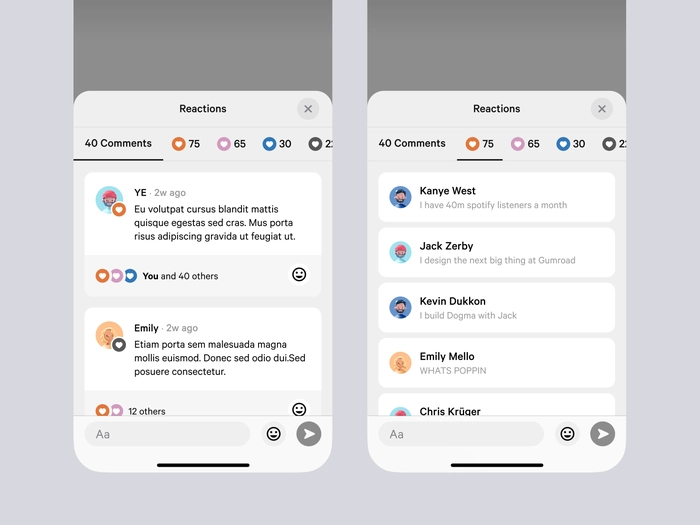 Reactions
40 Comments 75 65 30
YE · 2w ago
Eu volutpat cursus blandit mattis
quisque egestas sed cras. Mus porta
risus adipiscing gravida ut feugiat ut.
You and 40 others
Emily · 2w ago
Etiam porta sem malesuada magna
mollis euismod. Donec sed odio dui.Sed
posuere consectetur.
12 others
Aa
Reactions
40 Comments 75 65 30
Kanye West
I have 40m spotify listeners a month
Jack Zerby
I design the next big thing at Gumroad
Kevin Dukkon
I build Dogma with Jack
Emily Mello
WHATS POPPIN
Chris Krüger
Aa